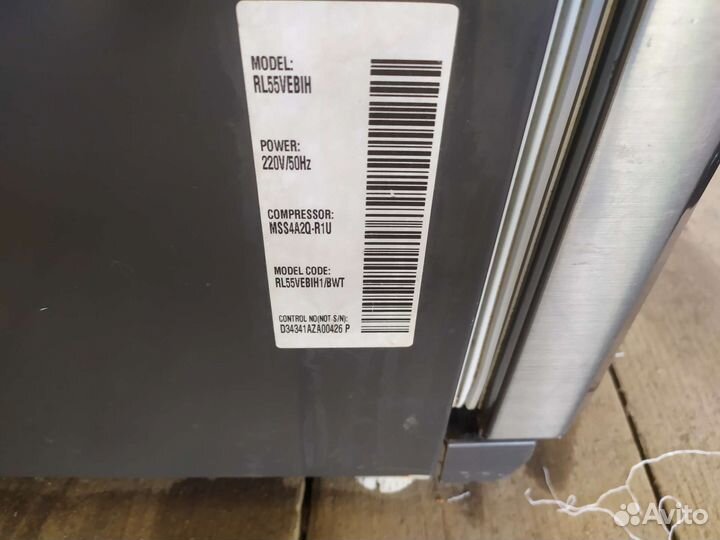 MODEL:
RL55VEBIH
POWER:
220V/50Hz
COMPRESSOR:
MSS4A2Q-R1U
MODEL CODE:
RL55VEBIH1/BWT
CONTROL NO(NOT S/N):
D34341AZA00426 P
Avito